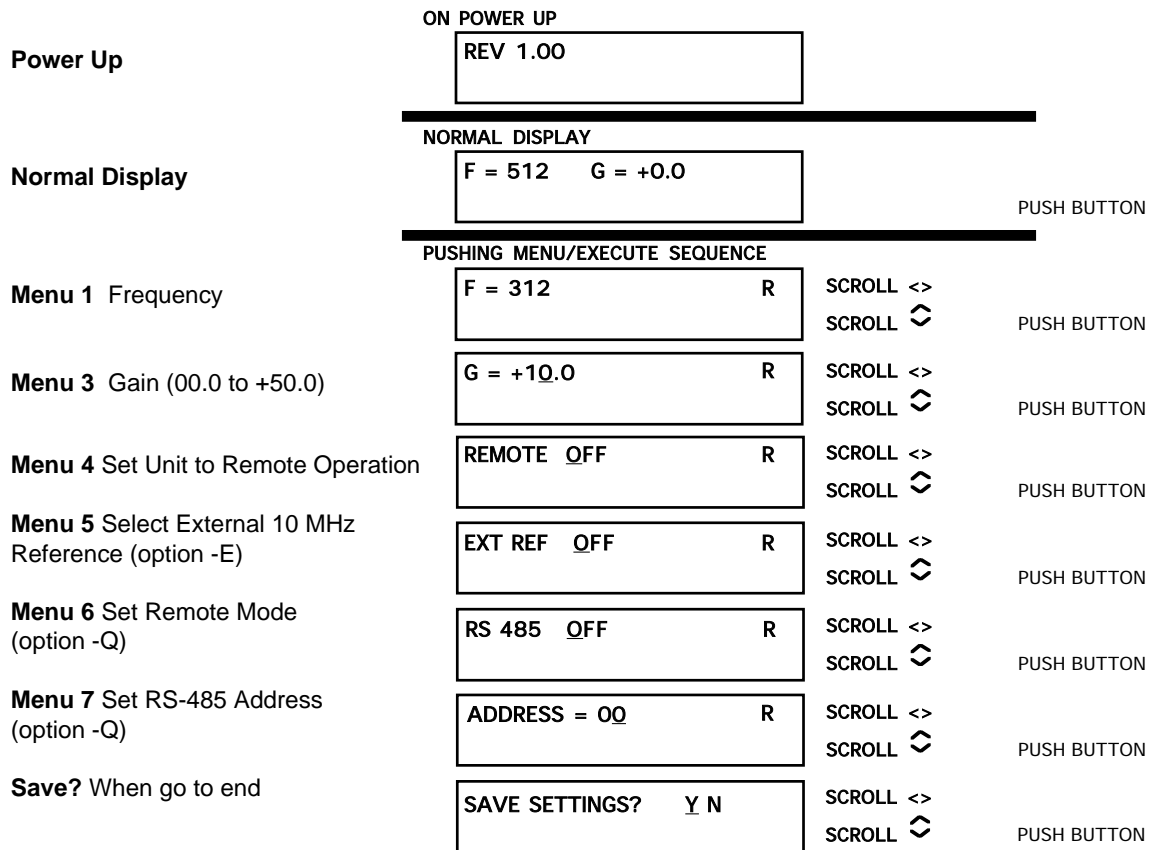 ON POWER UP
Power Up
REV 1.00
NORMAL DISPLAY
Normal Display
F = 512 G = +0.0
PUSH BUTTON
PUSHING MENU/EXECUTE SEQUENCE
Menu 1 Frequency
F = 312 R
SCROLL <>
SCROLL
PUSH BUTTON
Menu 3 Gain (00.0 to +50.0)
G = +10.0 R
SCROLL <>
SCROLL
PUSH BUTTON
Menu 4 Set Unit to Remote Operation
REMOTE OFF R
SCROLL <>
SCROLL
PUSH BUTTON
Menu 5 Select External 10 MHz
Reference (option -E)
EXT REF OFF R
SCROLL <>
SCROLL
PUSH BUTTON
Menu 6 Set Remote Mode
(option -Q)
RS 485 OFF R
SCROLL <>
SCROLL
PUSH BUTTON
Menu 7 Set RS-485 Address
(option -Q)
ADDRESS = 00 R
SCROLL <>
SCROLL
PUSH BUTTON
Save? When go to end
SAVE SETTINGS? Y N
SCROLL <>
SCROLL
PUSH BUTTON